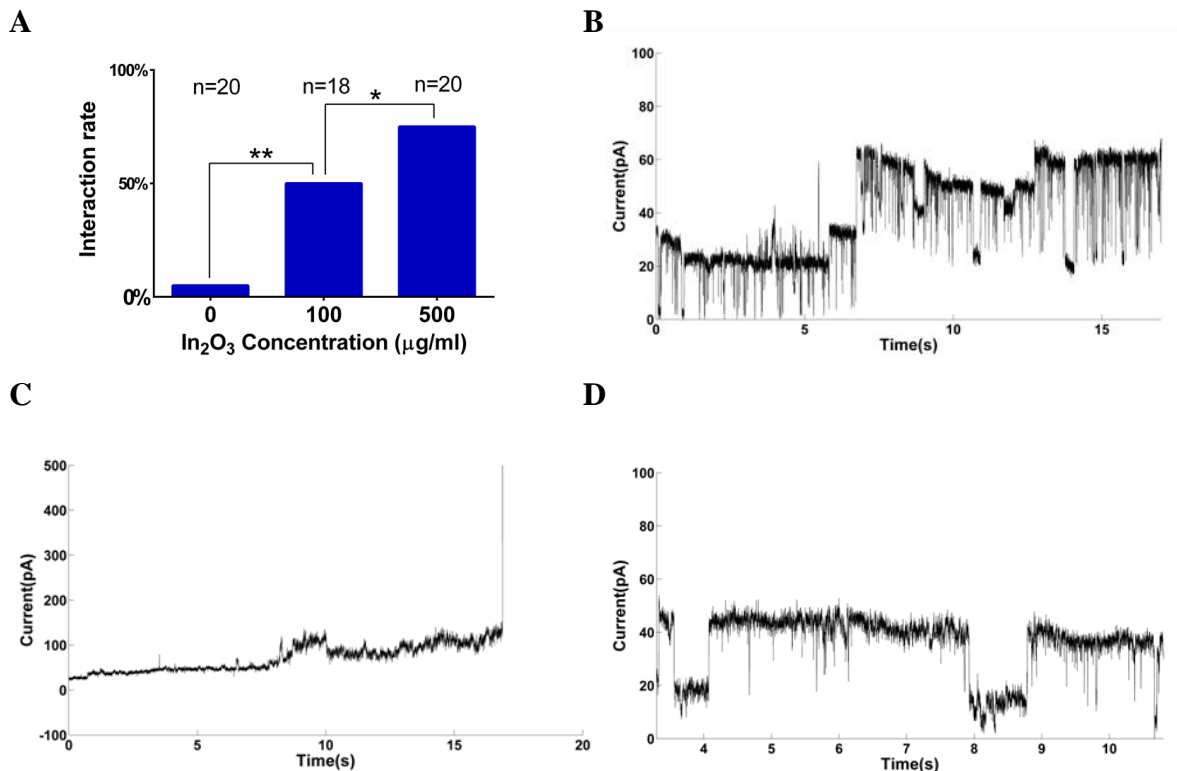 A
100%
n=20
n=18
n=20
*
**
50%
0%
Interaction rate
0
100
500
In₂O₃ Concentration (μg/ml)
B
100
80
60
40
20
0
Current(pA)
0
5
10
15
Time(s)
C
500
400
300
200
100
0
-100
Current(pA)
0
5
10
15
20
Time(s)
D
100
80
60
40
20
0
Current(pA)
4
5
6
7
8
9
10
Time(s)